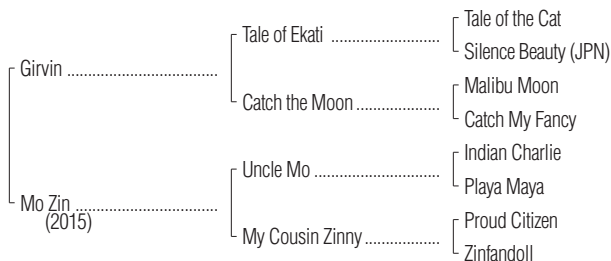 Girvin
Tale of Ekati
Tale of the Cat
Silence Beauty (JPN)
Catch the Moon
Malibu Moon
Catch My Fancy
Mo Zin
(2015)
Uncle Mo
Indian Charlie
Playa Maya
My Cousin Zinny
Proud Citizen
Zinfandoll